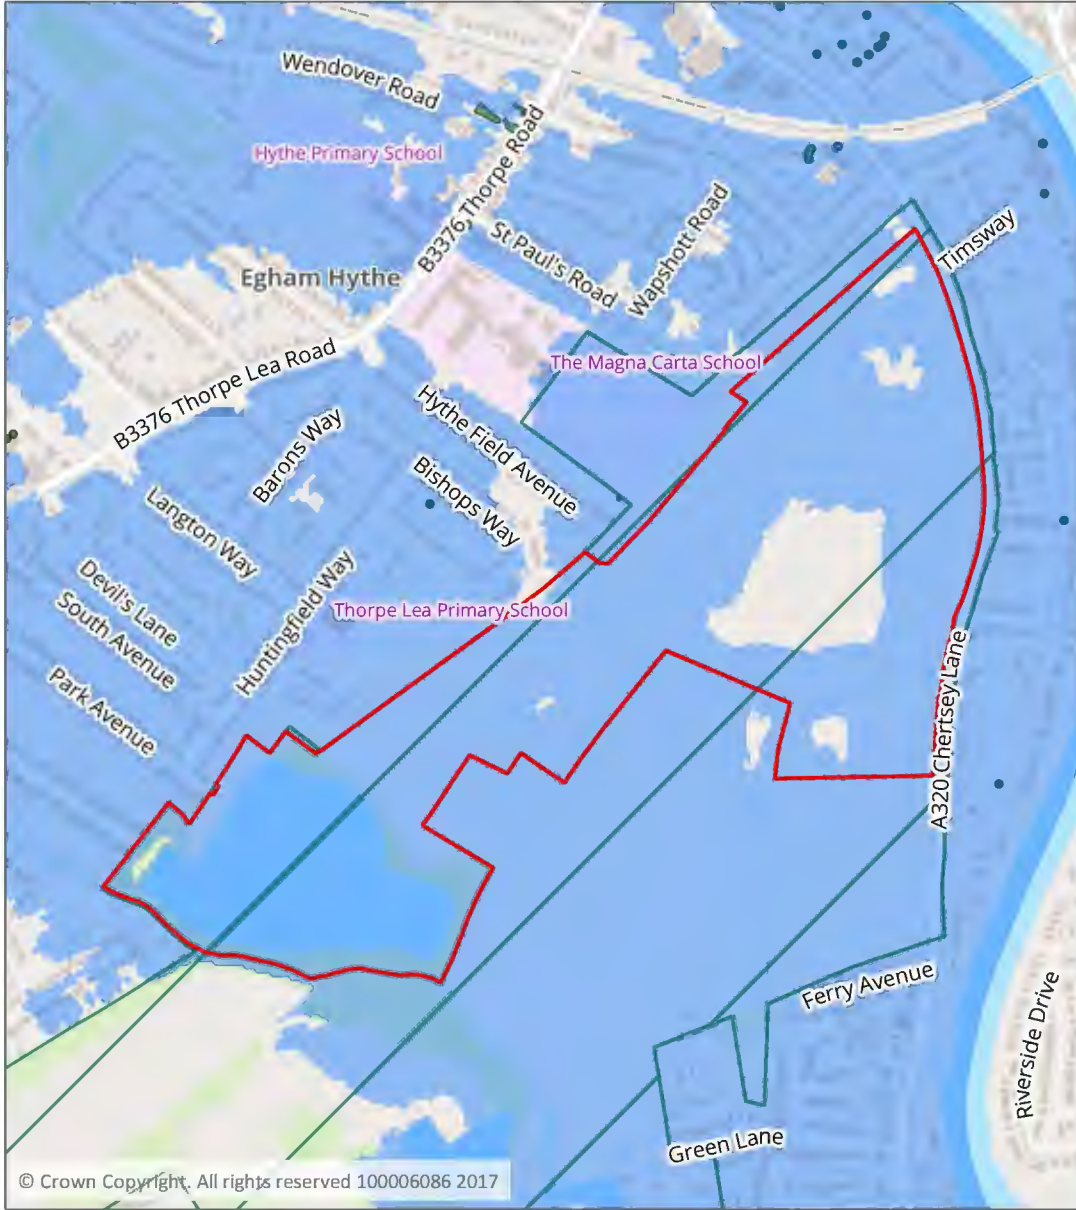 Wendover Road
Hythe Primary School
B3376 Thorpe Road
St Paul's Road
Wapshott Road
Timsway
Egham Hythe
B3376 Thorpe Lea Road
The Magna Carta School
Hythe Field Avenue
Barons Way
Bishops Way
Langton Way
Devil's Lane
South Avenue
Huntingfield Way
Thorpe Lea Primary School
Park Avenue
A320 Chertsey Lane
Ferry Avenue
Riverside Drive
Green Lane
© Crown Copyright. All rights reserved 100006086 2017